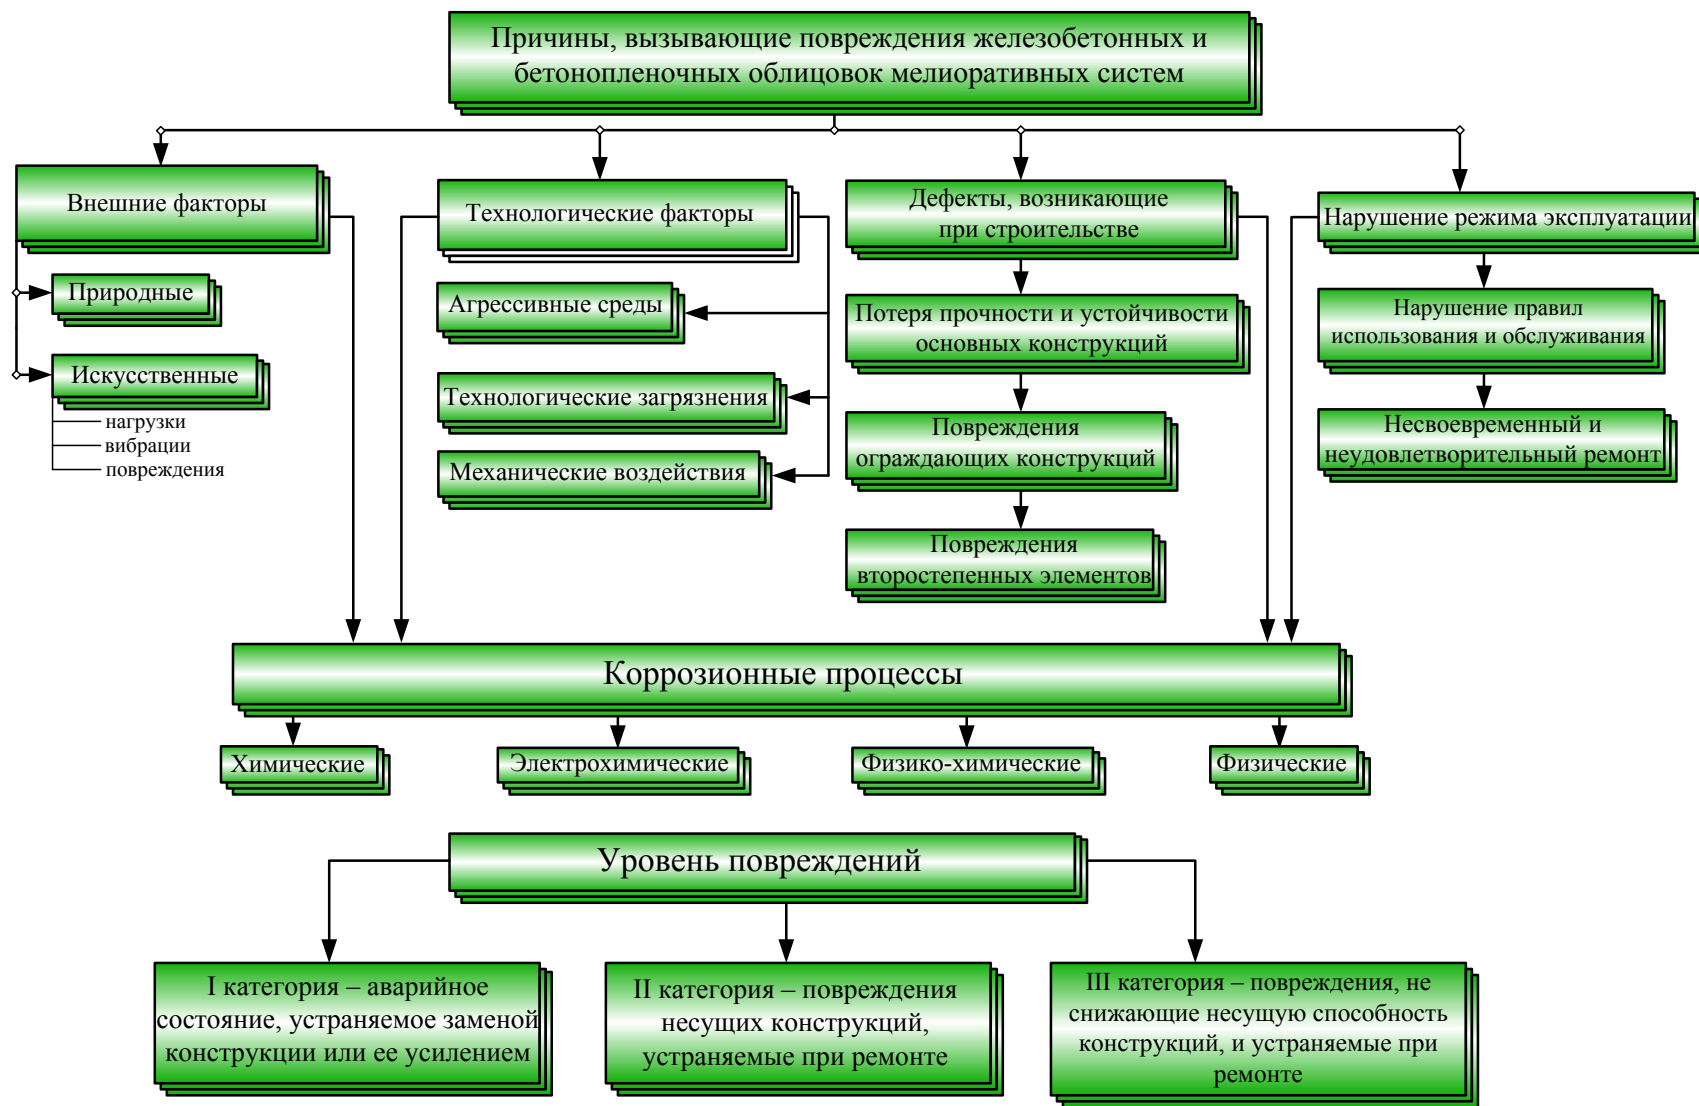 Причины, вызывающие повреждения железобетонных и
бетонопленочных облицовок мелиоративных систем
Внешние факторы
Природные
Искусственные
нагрузки
вибрации
повреждения
Технологические факторы
Агрессивные среды
Технологические загрязнения
Механические воздействия
Дефекты, возникающие
при строительстве
Потеря прочности и устойчивости
основных конструкций
Повреждения
ограждающих конструкций
Повреждения
второстепенных элементов
Нарушение режима эксплуатации
Нарушение правил
использования и обслуживания
Несвоевременный и
неудовлетворительный ремонт
Коррозионные процессы
Химические
Электрохимические
Физико-химические
Физические
Уровень повреждений
I категория – аварийное
состояние, устраняемое заменой
конструкции или ее усилением
II категория – повреждения
несущих конструкций,
устраняемые при ремонте
III категория – повреждения, не
снижающие несущую способность
конструкций, и устраняемые при
ремонте